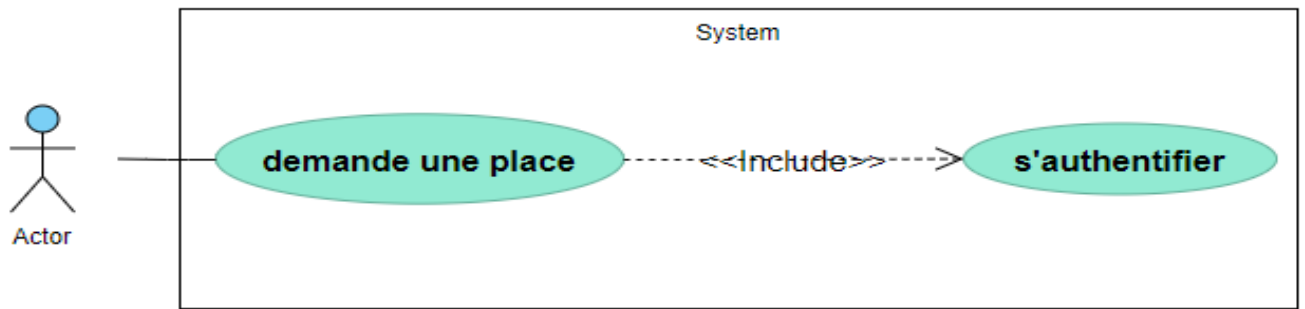 System
demande une place
<<Include>>
s'authentifier
Actor